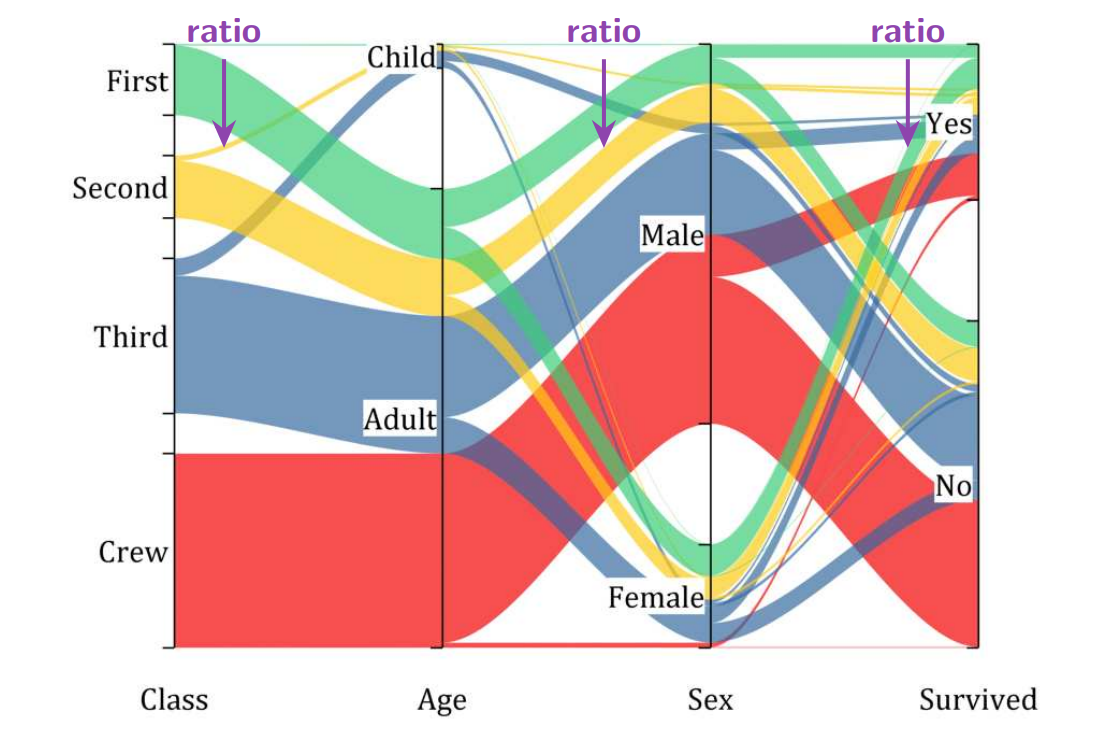 ratio ratio ratio
Child
First
Yes
Second
Male
Third
Adult
No
Crew
Female
Class Age Sex Survived